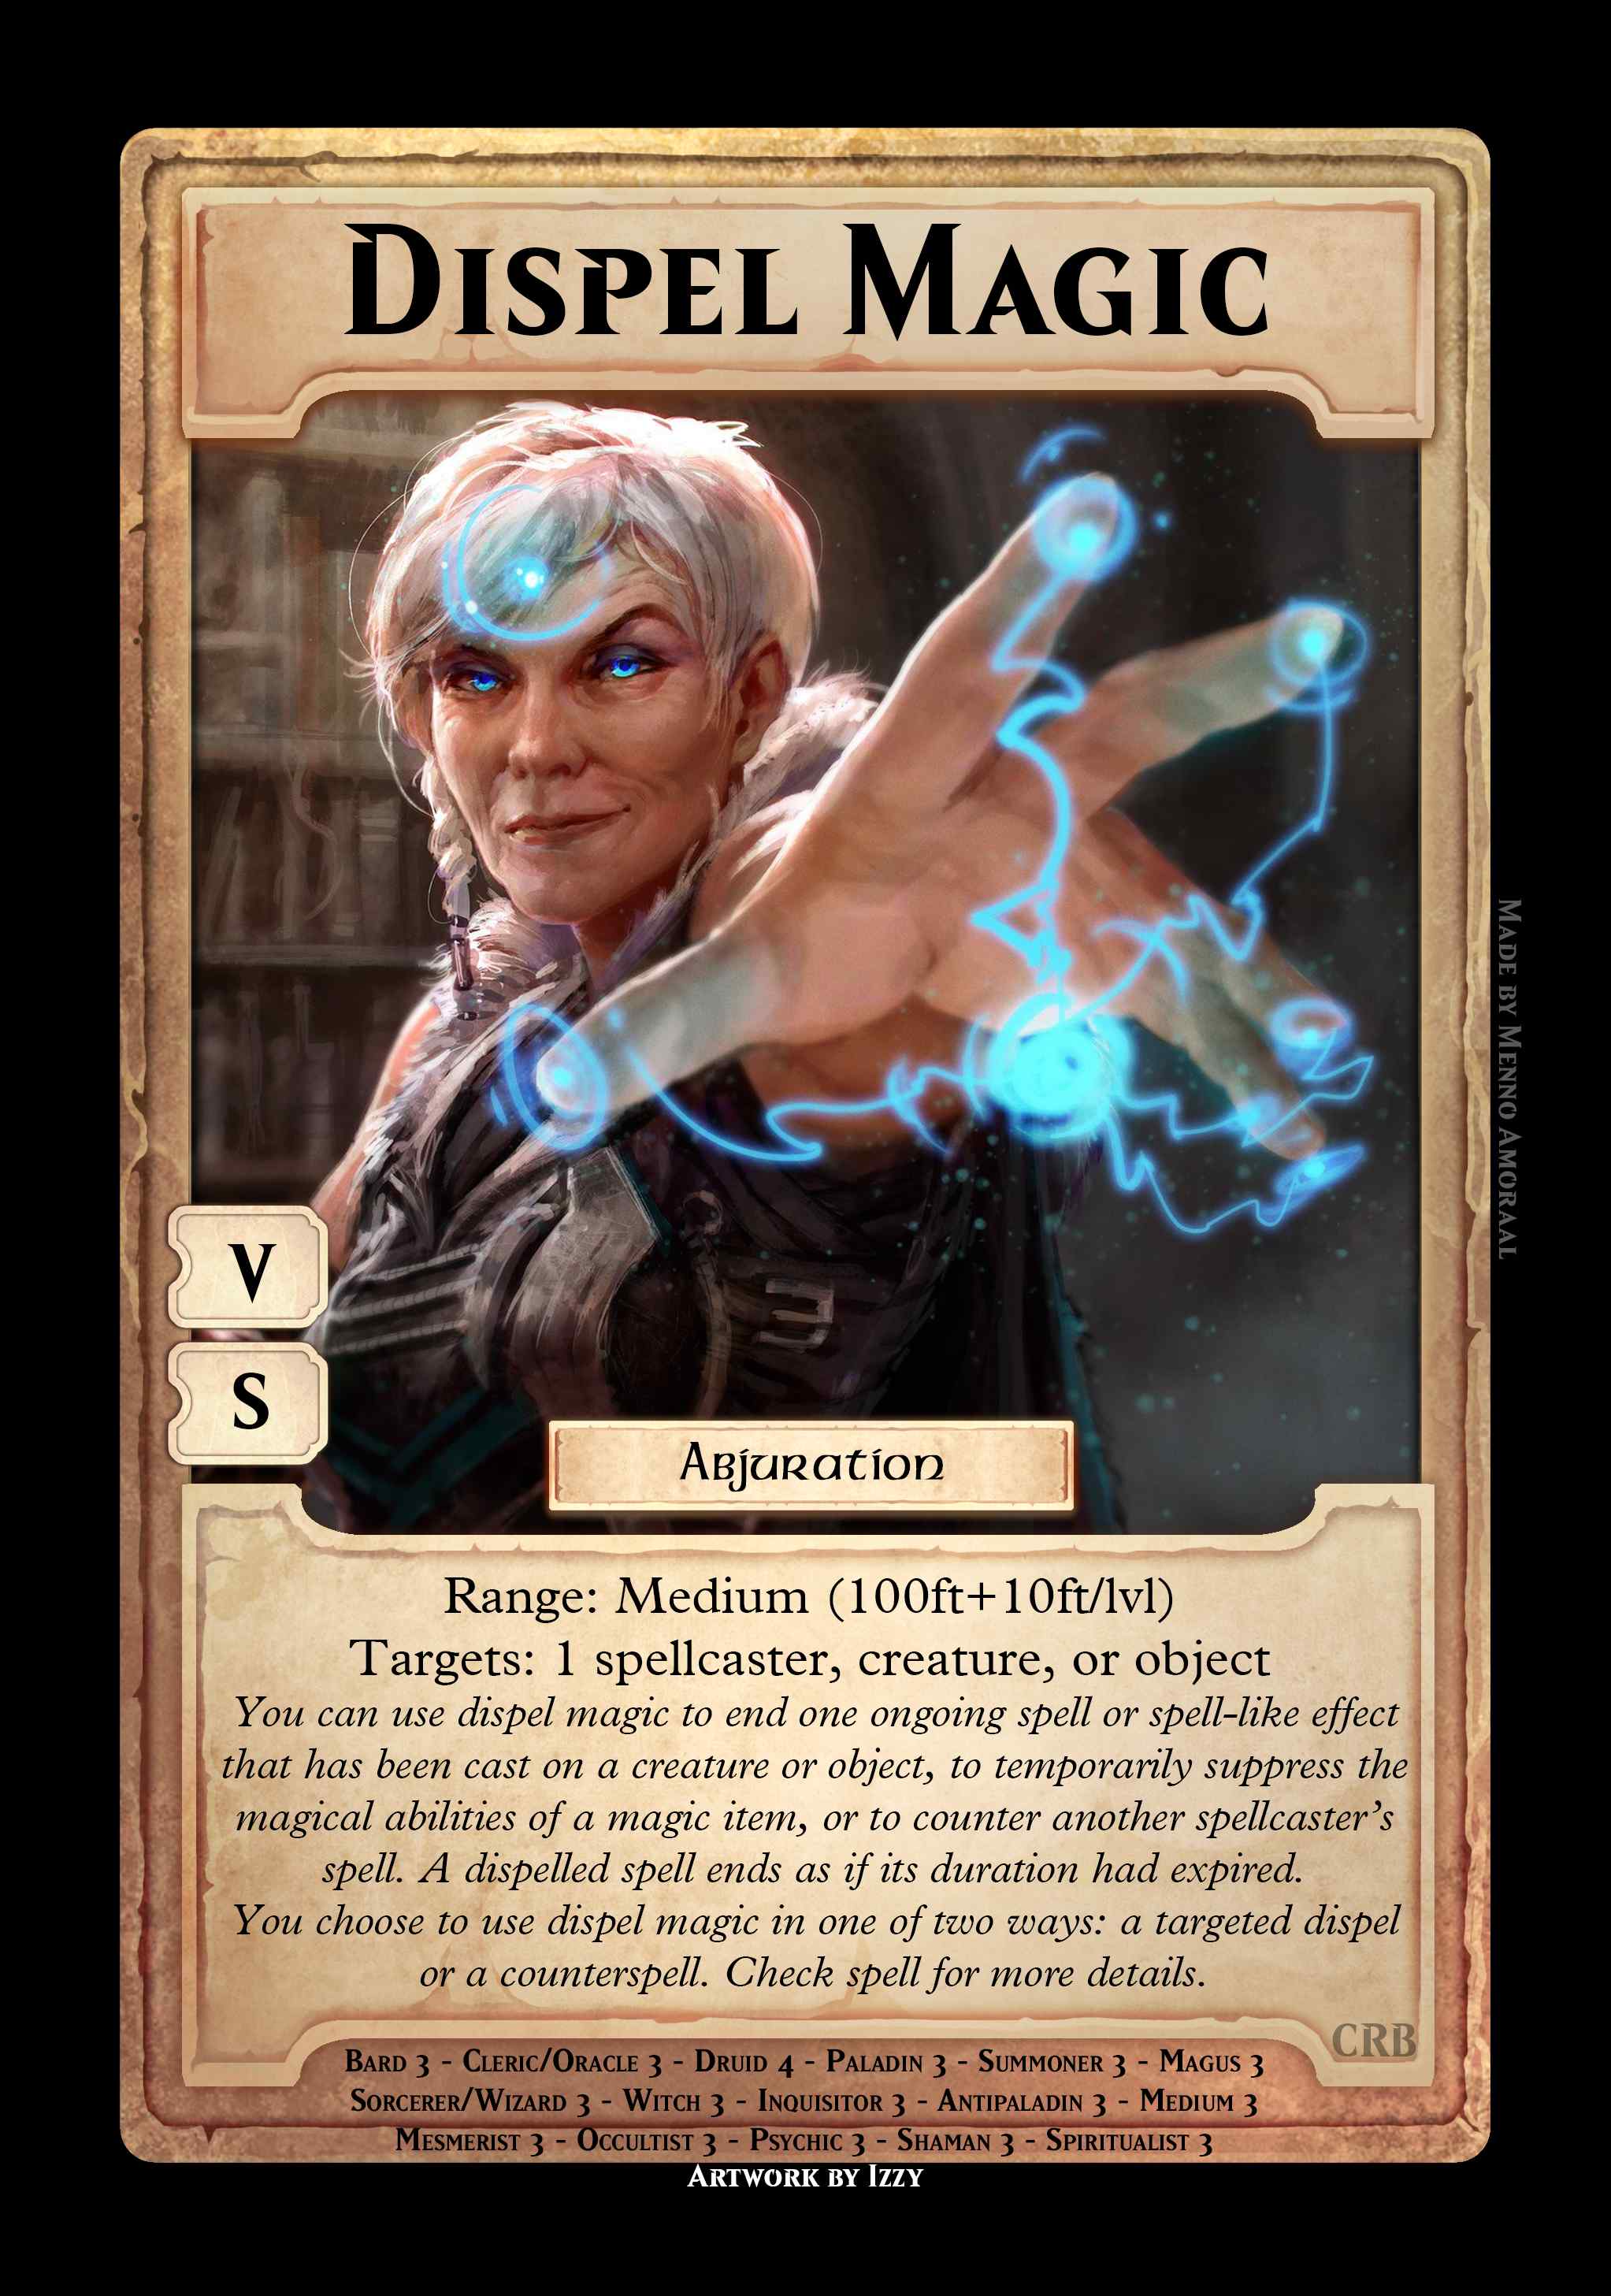 Dispel Magic
V
S
Abjuration
Range: Medium (100ft+10ft/lvl)
Targets: 1 spellcaster, creature, or object
You can use dispel magic to end one ongoing spell or spell-like effect
that has been cast on a creature or object, to temporarily suppress the
magical abilities of a magic item, or to counter another spellcaster’s
spell. A dispelled spell ends as if its duration had expired.
You choose to use dispel magic in one of two ways: a targeted dispel
or a counterspell. Check spell for more details.
CRB
Bard 3 - Cleric/Oracle 3 - Druid 4 - Paladin 3 - Summoner 3 - Magus 3
Sorcerer/Wizard 3 - Witch 3 - Inquisitor 3 - Antipaladin 3 - Medium 3
Mesmerist 3 - Occultist 3 - Psychic 3 - Shaman 3 - Spiritualist 3
Artwork by Izzy
Made by Menno Amoraal